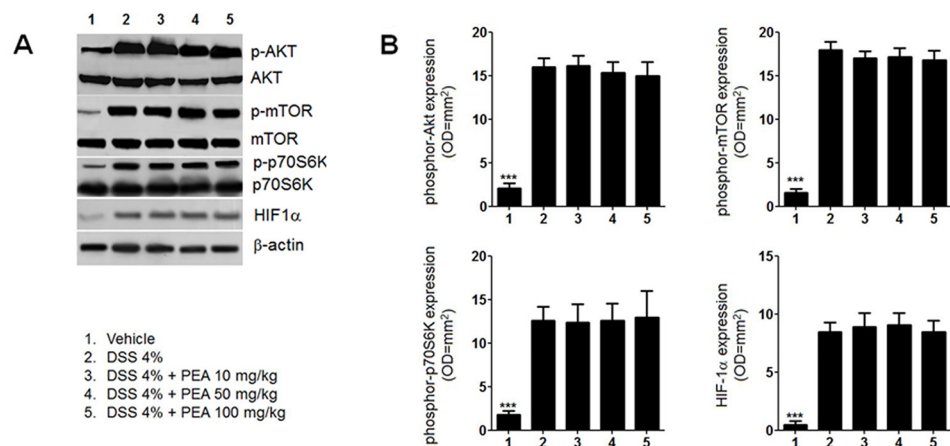 A
1 2 3 4 5
p-AKT
AKT
p-mTOR
mTOR
p-p70S6K
p70S6K
HIF1α
β-actin
1. Vehicle
2. DSS 4%
3. DSS 4% + PEA 10 mg/kg
4. DSS 4% + PEA 50 mg/kg
5. DSS 4% + PEA 100 mg/kg
B
phosphor-Akt expression
(OD=mm²)
20
15
10
5
0
***
1 2 3 4 5
phosphor-mTOR expression
(OD=mm²)
20
15
10
5
0
***
1 2 3 4 5
phosphor-p70S6K expression
(OD=mm²)
20
15
10
5
0
***
1 2 3 4 5
HIF-1α expression
(OD=mm²)
20
15
10
5
0
***
1 2 3 4 5